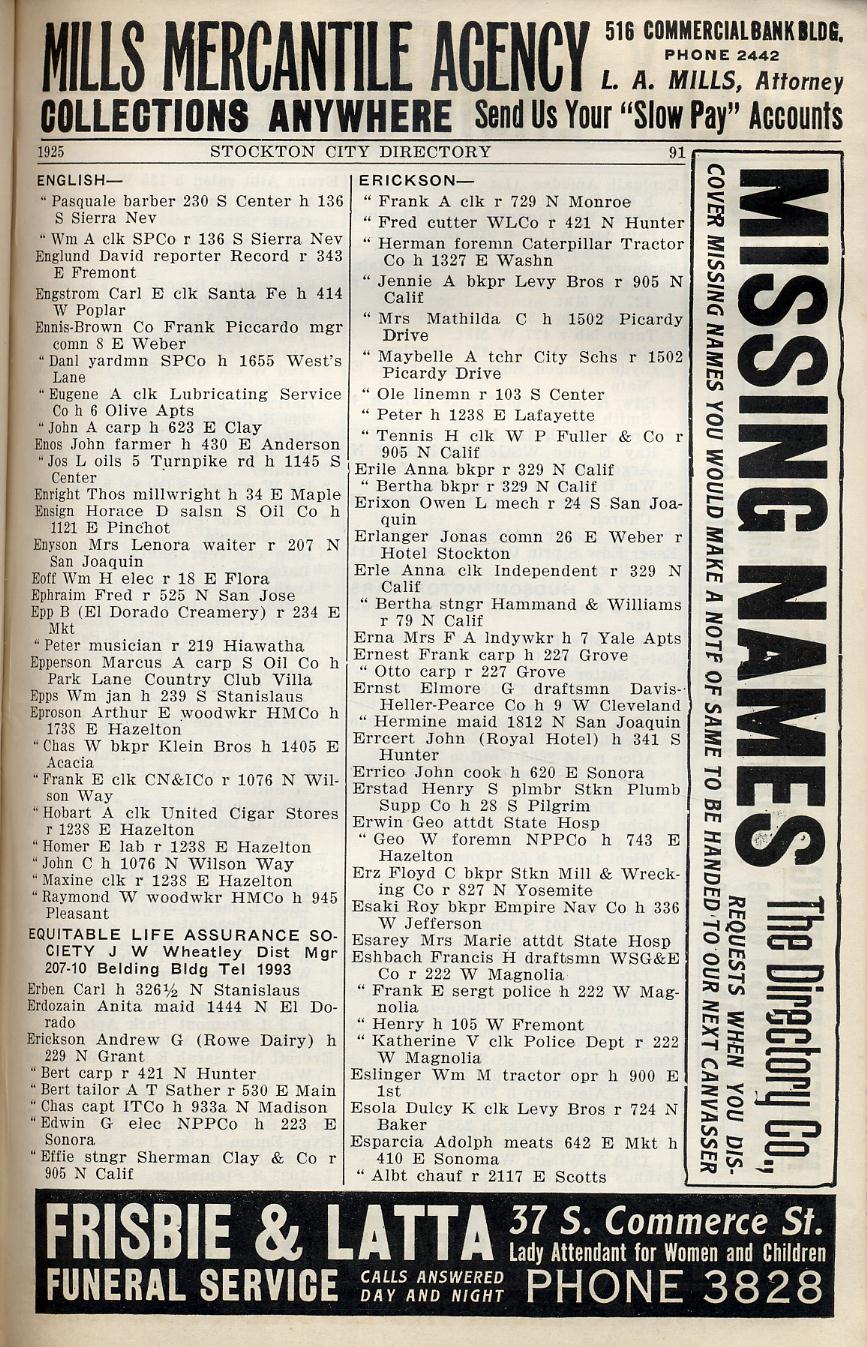 MILLS MERCANTILE AGENCY
516 COMMERCIAL BANK BLDG.
PHONE 2442
L. A. MILLS, Attorney
COLLECTIONS ANYWHERE Send Us Your "Slow Pay" Accounts
1925 STOCKTON CITY DIRECTORY 91
ENGLISH—
" Pasquale barber 230 S Center h 136
S Sierra Nev
" Wm A clk SPCo r 136 S Sierra Nev
Englund David reporter Record r 343
E Fremont
Engstrom Carl E clk Santa Fe h 414
W Poplar
Ennis-Brown Co Frank Piccardo mgr
comn 8 E Weber
" Danl yardmn SPCo h 1655 West's
Lane
" Eugene A clk Lubricating Service
Co h 6 Olive Apts
" John A carp h 623 E Clay
Enos John farmer h 430 E Anderson
" Jos L oils 5 Turnpike rd h 1145 S
Center
Enright Thos millwright h 34 E Maple
Ensign Horace D salsn S Oil Co h
1121 E Pinchot
Enyson Mrs Lenora waiter r 207 N
San Joaquin
Eoff Wm H elec r 18 E Flora
Ephraim Fred r 525 N San Jose
Epp B (El Dorado Creamery) r 234 E
Mkt
" Peter musician r 219 Hiawatha
Epperson Marcus A carp S Oil Co h
Park Lane Country Club Villa
Epps Wm jan h 239 S Stanislaus
Eproson Arthur E woodwkr HMCo h
1738 E Hazelton
" Chas W bkpr Klein Bros h 1405 E
Acacia
" Frank E clk CN&ICo r 1076 N Wil-
son Way
" Hobart A clk United Cigar Stores
r 1238 E Hazelton
" Homer E lab r 1238 E Hazelton
" John C h 1076 N Wilson Way
" Maxine clk r 1238 E Hazelton
" Raymond W woodwkr HMCo h 945
Pleasant
EQUITABLE LIFE ASSURANCE SO-
CIETY J W Wheatley Dist Mgr
207-10 Belding Bldg Tel 1993
Erben Carl h 326½ N Stanislaus
Erdozain Anita maid 1444 N El Do-
rado
Erickson Andrew G (Rowe Dairy) h
229 N Grant
" Bert carp r 421 N Hunter
" Bert tailor A T Sather r 530 E Main
" Chas capt ITCo h 933a N Madison
" Edwin G elec NPPCo h 223 E
Sonora
" Effie stngr Sherman Clay & Co r
905 N Calif
ERICKSON—
" Frank A clk r 729 N Monroe
" Fred cutter WLCo r 421 N Hunter
" Herman foremn Caterpillar Tractor
Co h 1327 E Washn
" Jennie A bkpr Levy Bros r 905 N
Calif
" Mrs Mathilda C h 1502 Picardy
Drive
" Maybelle A tchr City Schs r 1502
Picardy Drive
" Ole linemn r 103 S Center
" Peter h 1238 E Lafayette
" Tennis H clk W P Fuller & Co r
905 N Calif
Erile Anna bkpr r 329 N Calif
" Bertha bkpr r 329 N Calif
Erixon Owen L mech r 24 S San Joa-
quin
Erlanger Jonas comn 26 E Weber r
Hotel Stockton
Erle Anna clk Independent r 329 N
Calif
" Bertha stngr Hammand & Williams
r 79 N Calif
Erna Mrs F A lndywkr h 7 Yale Apts
Ernest Frank carp h 227 Grove
" Otto carp r 227 Grove
Ernst Elmore G draftsmn Davis-
Heller-Pearce Co h 9 W Cleveland
" Hermine maid 1812 N San Joaquin
Errcert John (Royal Hotel) h 341 S
Hunter
Errico John cook h 620 E Sonora
Erstad Henry S plmbr Stkn Plumb
Supp Co h 28 S Pilgrim
Erwin Geo attdt State Hosp
" Geo W foremn NPPCo h 743 E
Hazelton
Erz Floyd C bkpr Stkn Mill & Wreck-
ing Co r 827 N Yosemite
Esaki Roy bkpr Empire Nav Co h 336
W Jefferson
Esarey Mrs Marie attdt State Hosp
Eshbach Francis H draftsmn WSG&E
Co r 222 W Magnolia
" Frank E sergt police h 222 W Mag-
nolia
" Henry h 105 W Fremont
" Katherine V clk Police Dept r 222
W Magnolia
Eslinger Wm M tractor opr h 900 E
1st
Esola Dulcy K clk Levy Bros r 724 N
Baker
Esparcia Adolph meats 642 E Mkt h
410 E Sonoma
" Albt chauf r 2117 E Scotts
MISSING NAMES The Directory Co.,
REQUESTS WHEN YOU DIS-
COVER MISSING NAMES YOU WOULD MAKE A NOTE OF SAME TO BE HANDED TO OUR NEXT CANVASSER
FRISBIE & LATTA
37 S. Commerce St.
Lady Attendant for Women and Children
FUNERAL SERVICE
CALLS ANSWERED
DAY AND NIGHT
PHONE 3828